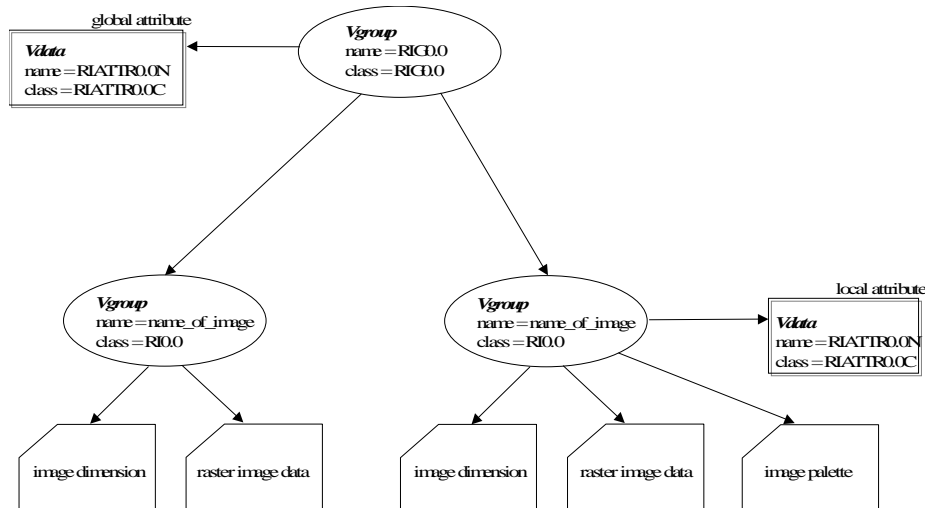 global attribute
Vdata
name = RIATTR0.0N
class = RIATTR0.0C
Vgroup
name = RIG0.0
class = RIG0.0
Vgroup
name = name_of_image
class = RI0.0
Vgroup
name = name_of_image
class = RI0.0
local attribute
Vdata
name = RIATTR0.0N
class = RIATTR0.0C
image dimension
raster image data
image dimension
raster image data
image palette